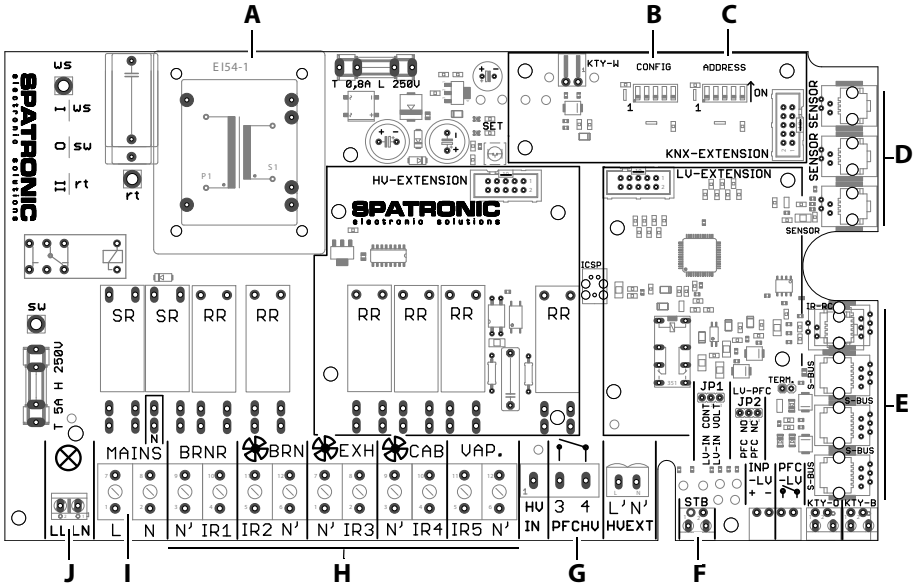 A
B
C
WS
EI54-1
T 0,8A L 250V
KTY-W
CONFIG
ADDRESS
ON
1
1
SENSOR
SENSOR
D
SPATRONIC
electronic solutions
I WS
O SW
II rt
rt
P1
S1
SET
KNX-EXTENSION
HV-EXTENSION
LV-EXTENSION
SPATRONIC
electronic solutions
SENSOR
ICSP
SW
SR
SR
RR
RR
RR
RR
RR
RR
IR-RC
S-BUS
E
T 5A H 250V
JP1
LV-PFC
JP2
TERM.
S-BUS
LV-IN CONT
LV-IN VOLT
PFC NO
PFC NC
S-BUS
S-BUS
N
MAINS
BRNR
BRN
EXH
CAB
VAP.
INP
-LV
+ -
PFC
-LV
STB
KTY-O
KTY-B
LL
LN
L
N
N'
IR1
IR2
N'
N'
IR3
N'
IR4
IR5
N'
1
HV
IN
3
4
PFCHV
L
N
L'
N'
HVEXT
J
I
H
G
F